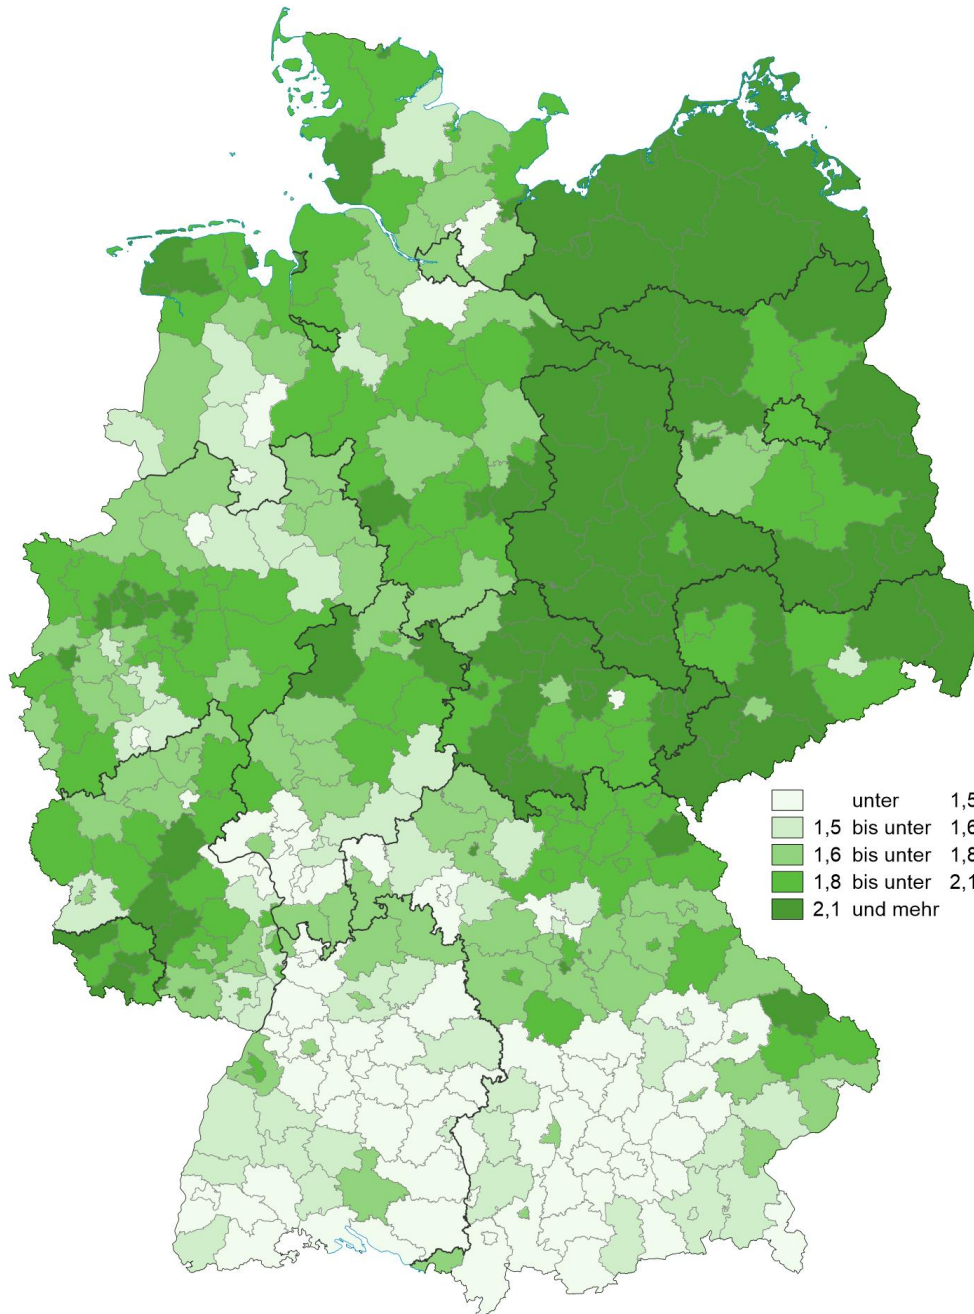 unter 1,5
1,5 bis unter 1,6
1,6 bis unter 1,8
1,8 bis unter 2,1
2,1 und mehr